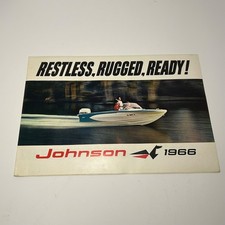 RESTLESS, RUGGED, READY!
Johnson 1966